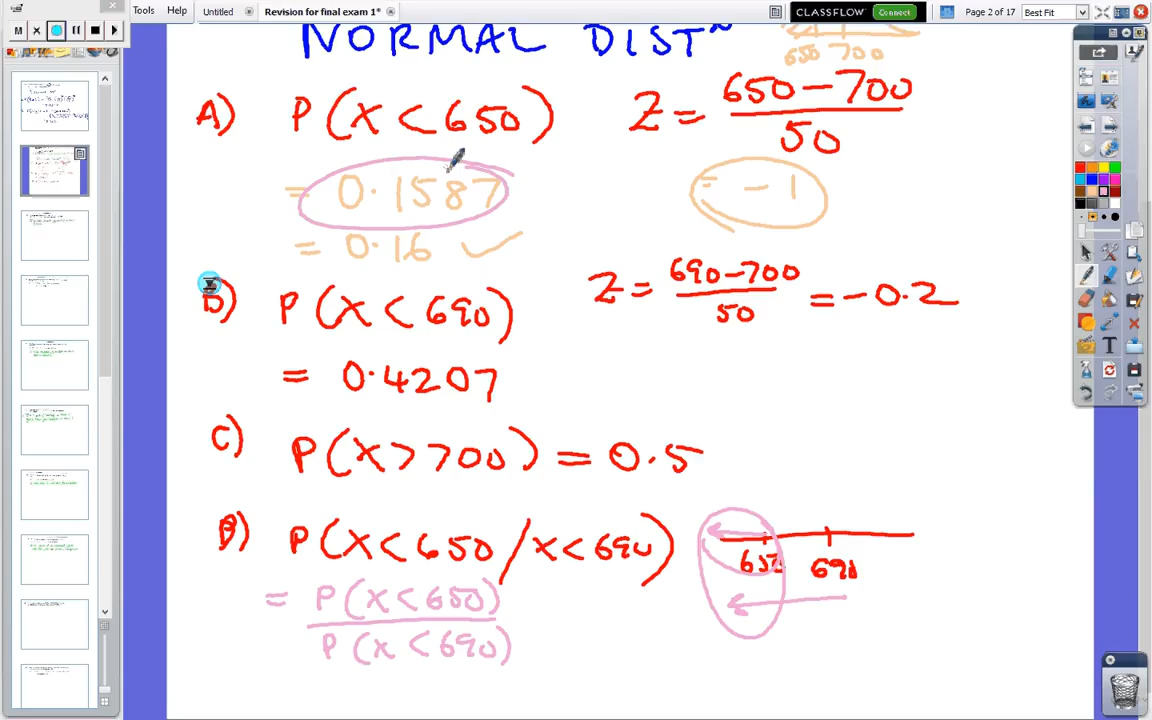 Tools Help Untitled Revision for final exam 1* CLASSFLOW Connect Page 2 of 17 Best Fit
NORMAL DISTᴺ
650 700
A) P(X < 650) Z = 650 - 700 / 50
= 0.1587 = - 1
= 0.16 ✓
D) P(X < 690) Z = 690 - 700 / 50 = - 0.2
= 0.4207
C) P(X > 700) = 0.5
B) P(X < 650 / X < 690) 650 690
= P(X < 650)
P(X < 690)